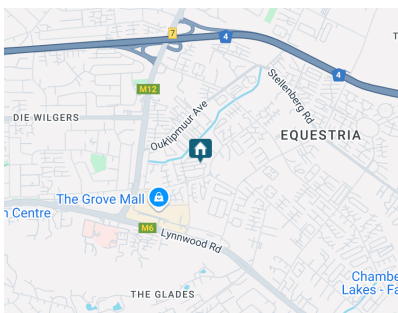 7
4
T
4
M12
Stellenberg Rd
Ouklipmuur Ave
DIE WILGERS
EQUESTRIA
The Grove Mall
n Centre
M6
Lynnwood Rd
Chambe
Lakes - Fa
THE GLADES